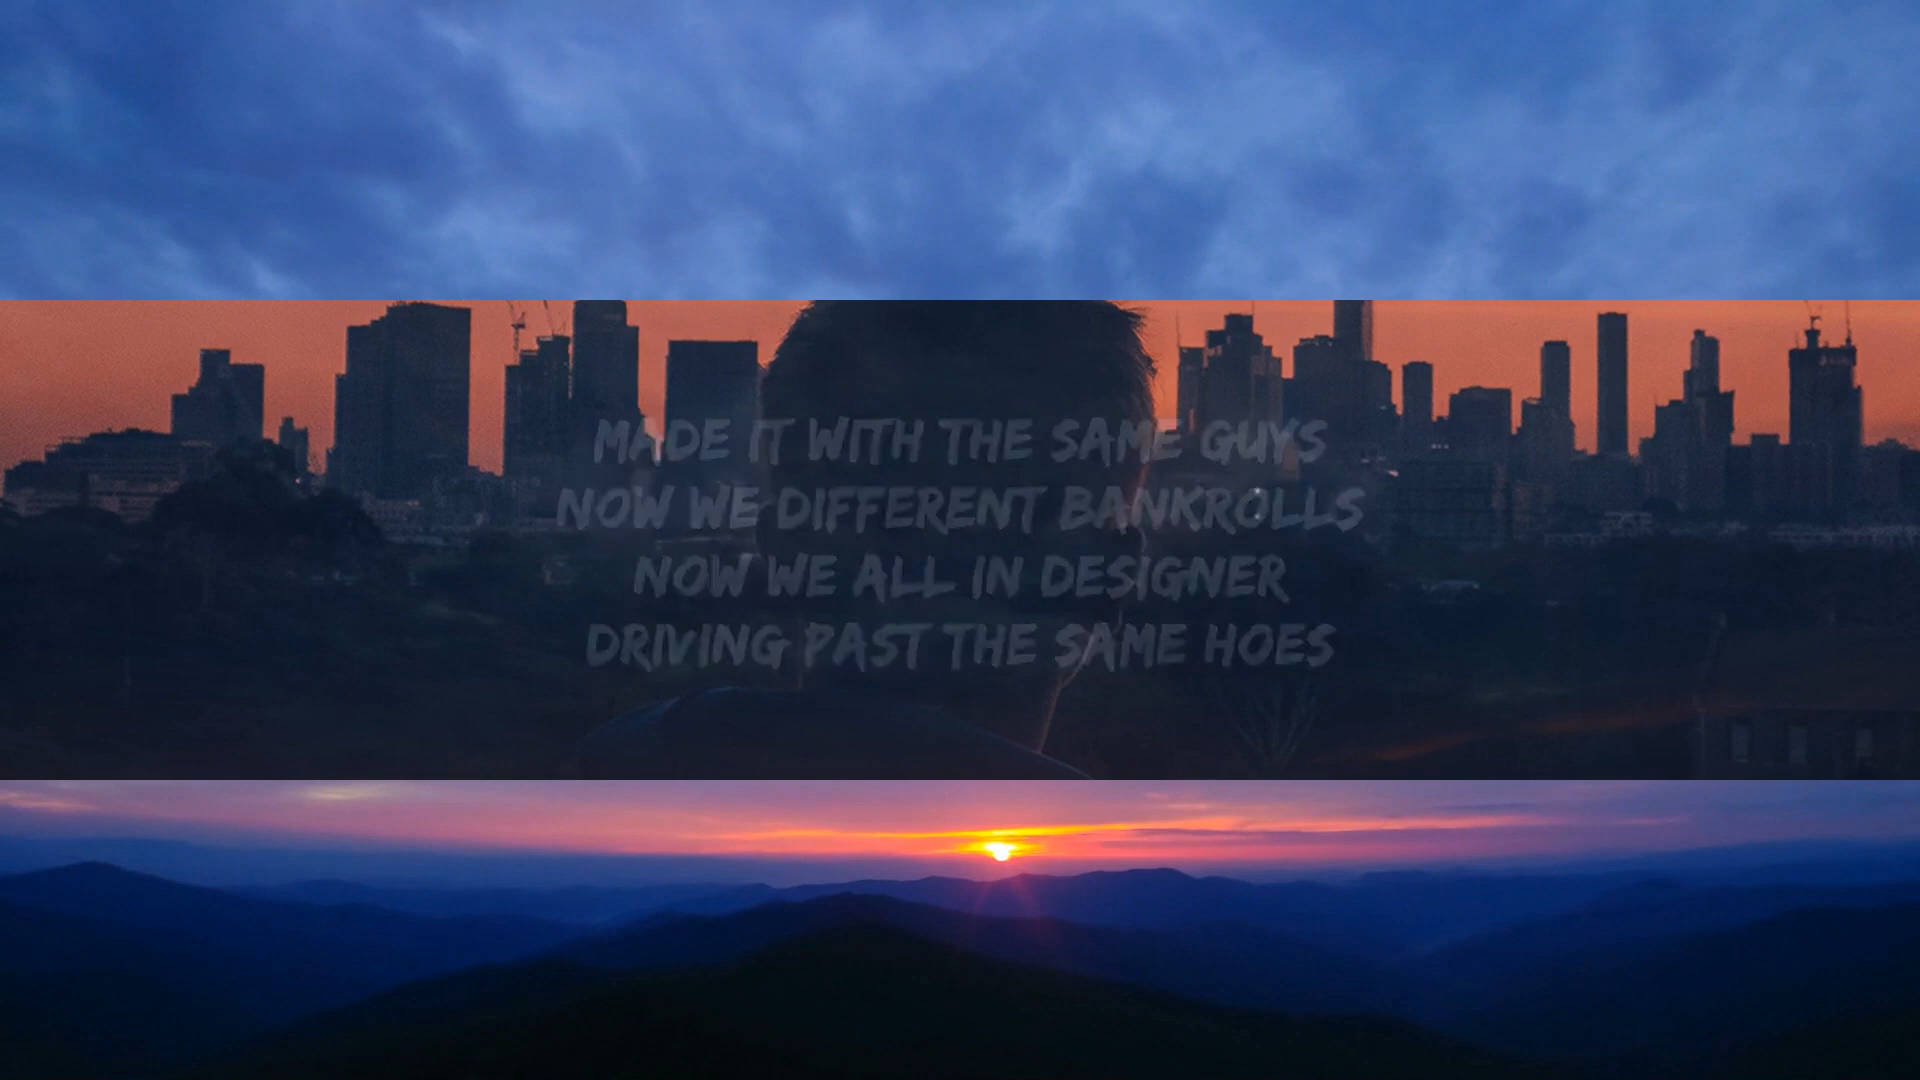 MADE IT WITH THE SAME GUYS
NOW WE DIFFERENT BANKROLLS
NOW WE ALL IN DESIGNER
DRIVING PAST THE SAME HOES